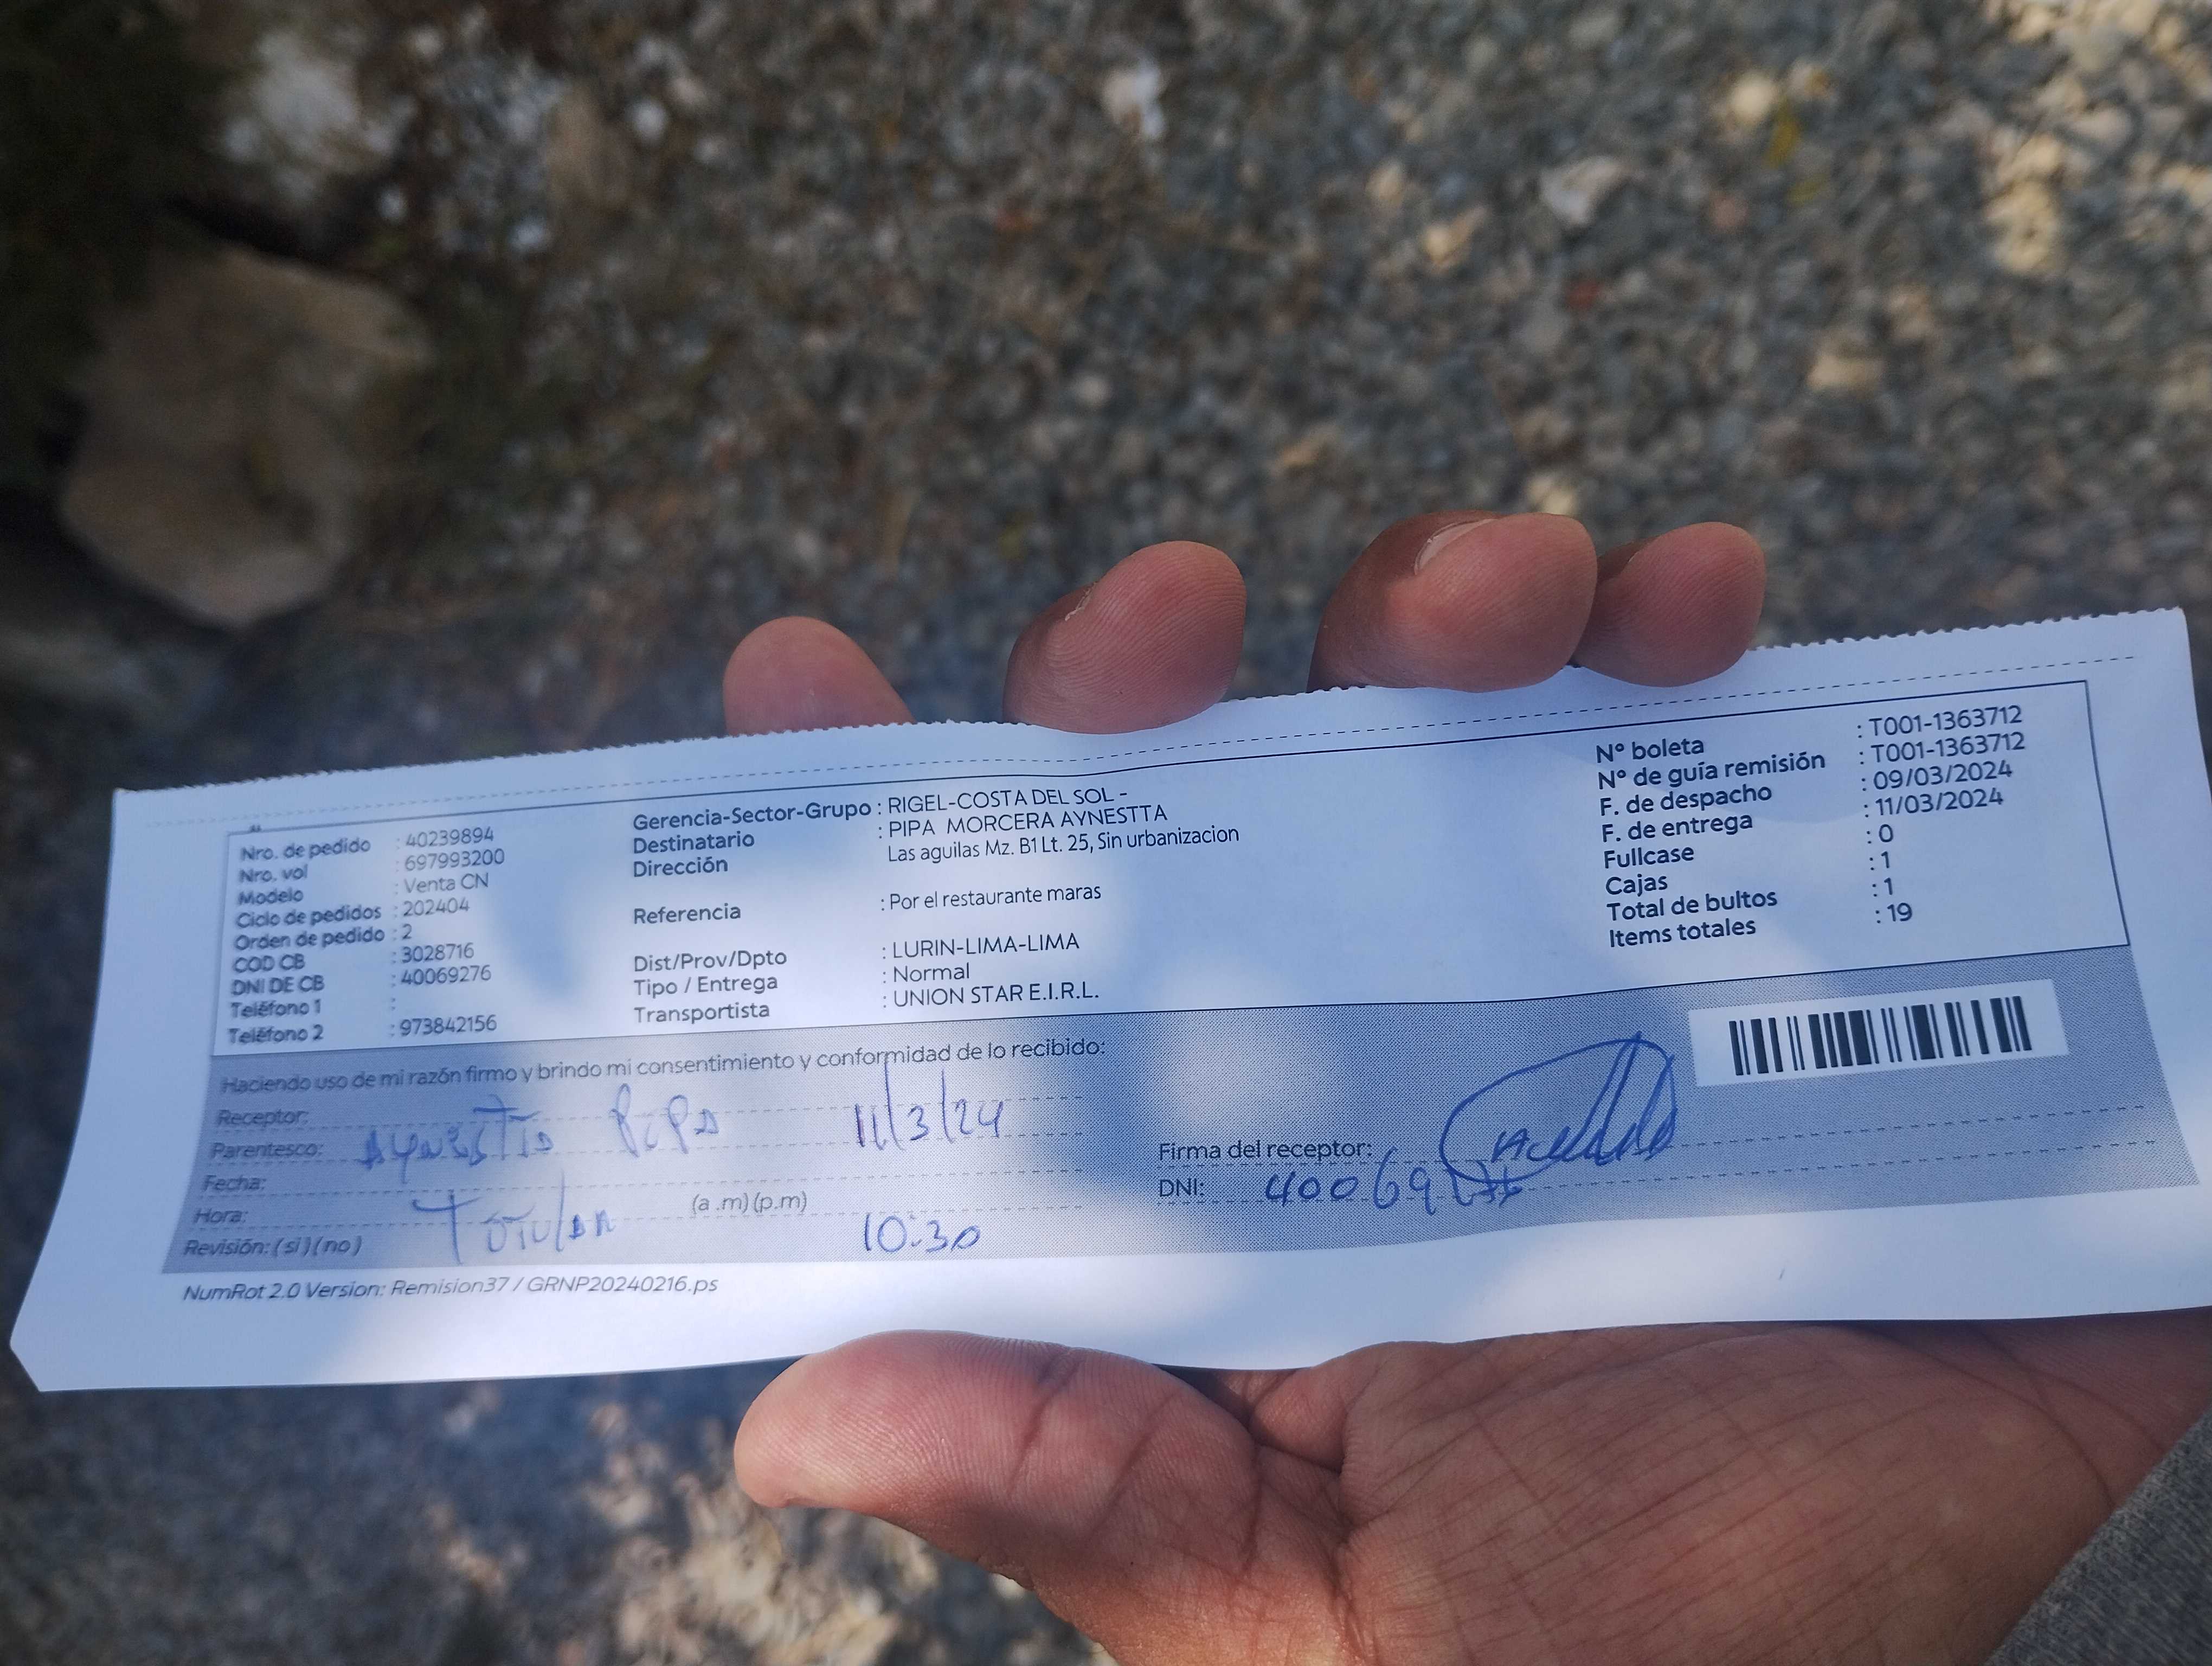 Nro. de pedido : 40239894
Nro. vol : 697993200
Modelo : Venta CN
Ciclo de pedidos : 202404
Orden de pedido : 2
COD CB : 3028716
DNI DE CB : 40069276
Teléfono 1 :
Teléfono 2 : 973842156
Gerencia-Sector-Grupo : RIGEL-COSTA DEL SOL -
Destinatario : PIPA MORCERA AYNESTTA
Dirección Las aguilas Mz. B1 Lt. 25, Sin urbanizacion
Referencia : Por el restaurante maras
Dist/Prov/Dpto : LURIN-LIMA-LIMA
Tipo / Entrega : Normal
Transportista : UNION STAR E.I.R.L.
N° boleta : T001-1363712
N° de guía remisión : T001-1363712
F. de despacho : 09/03/2024
F. de entrega : 11/03/2024
Fullcase : 0
Cajas : 1
Total de bultos : 1
Items totales : 19
Haciendo uso de mi razón firmo y brindo mi consentimiento y conformidad de lo recibido:
Receptor:
Parentesco: Pipa 11/3/24
Fecha:
Hora: (a .m) (p.m)
Revisión: (si) (no) Titular 10:30
Firma del receptor:
DNI: 400692
NumRot 2.0 Version: Remision37 / GRNP20240216.ps